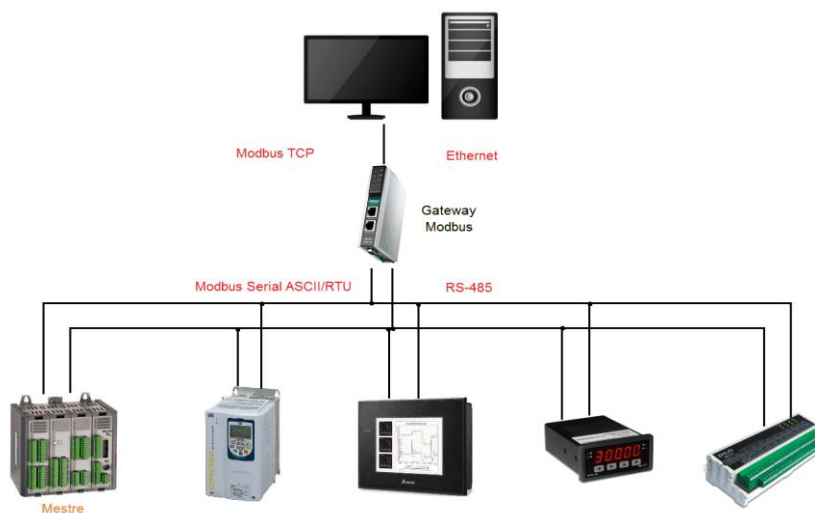 Modbus TCP
Ethernet
Gateway
Modbus
Modbus Serial ASCII/RTU
RS-485
30000
Mestre